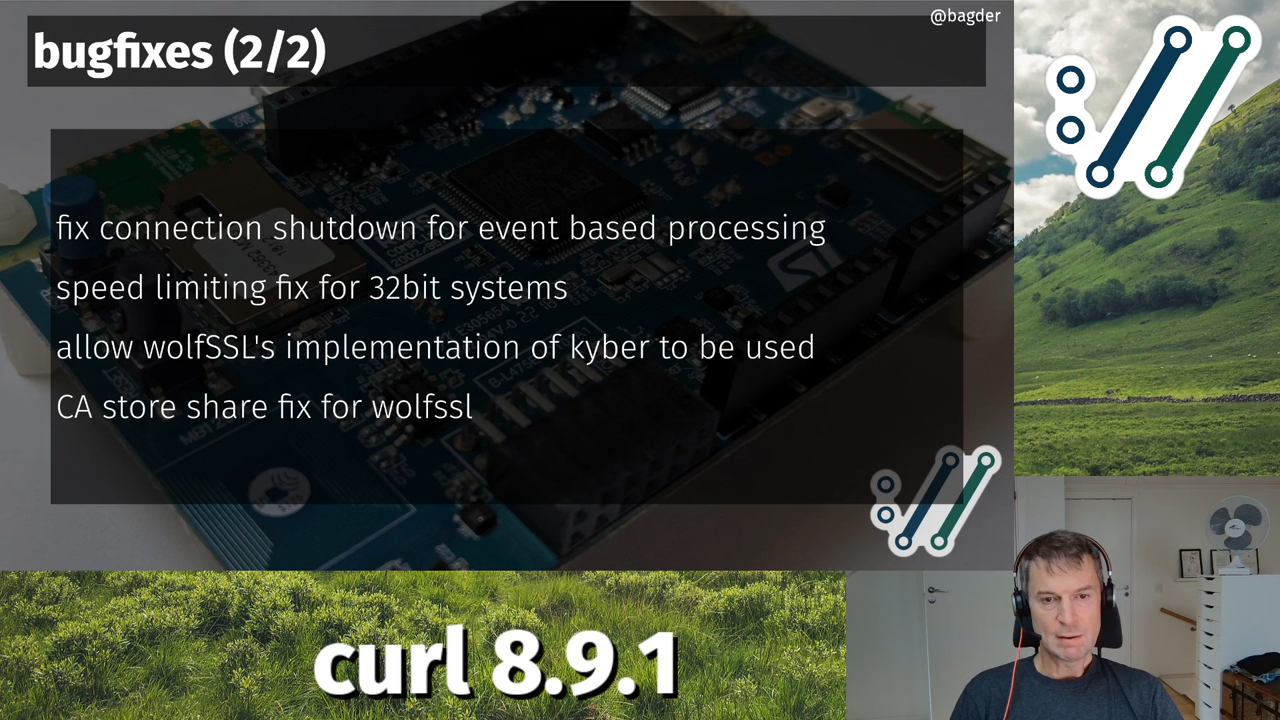 @bagder
bugfixes (2/2)
fix connection shutdown for event based processing
speed limiting fix for 32bit systems
allow wolfSSL's implementation of kyber to be used
CA store share fix for wolfssl
curl 8.9.1